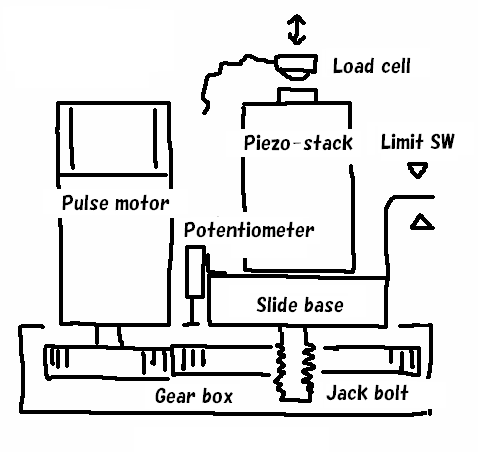 Load cell
Piezo-stack
Limit SW
Pulse motor
Potentiometer
Slide base
Gear box
Jack bolt